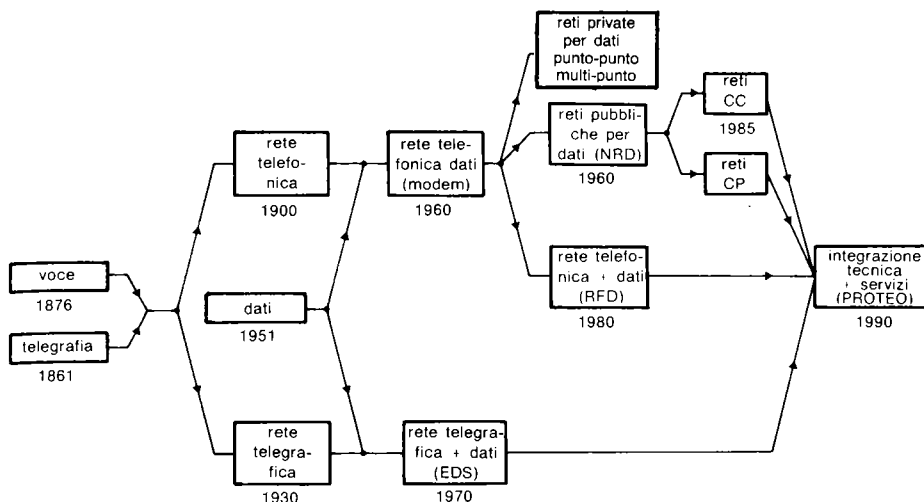 reti private
per dati
punto-punto
multi-punto
reti
CC
1985
rete
telefo-
nica
1900
rete tele-
fonica dati
(modem)
1960
reti pubbli-
che per
dati (NRD)
1960
reti
CP
voce
1876
telegrafia
1861
dati
1951
rete telefo-
nica + dati
(RFD)
1980
integrazione
tecnica
+ servizi
(PROTEO)
1990
rete
telegra-
fica
1930
rete telegra-
fica + dati
(EDS)
1970